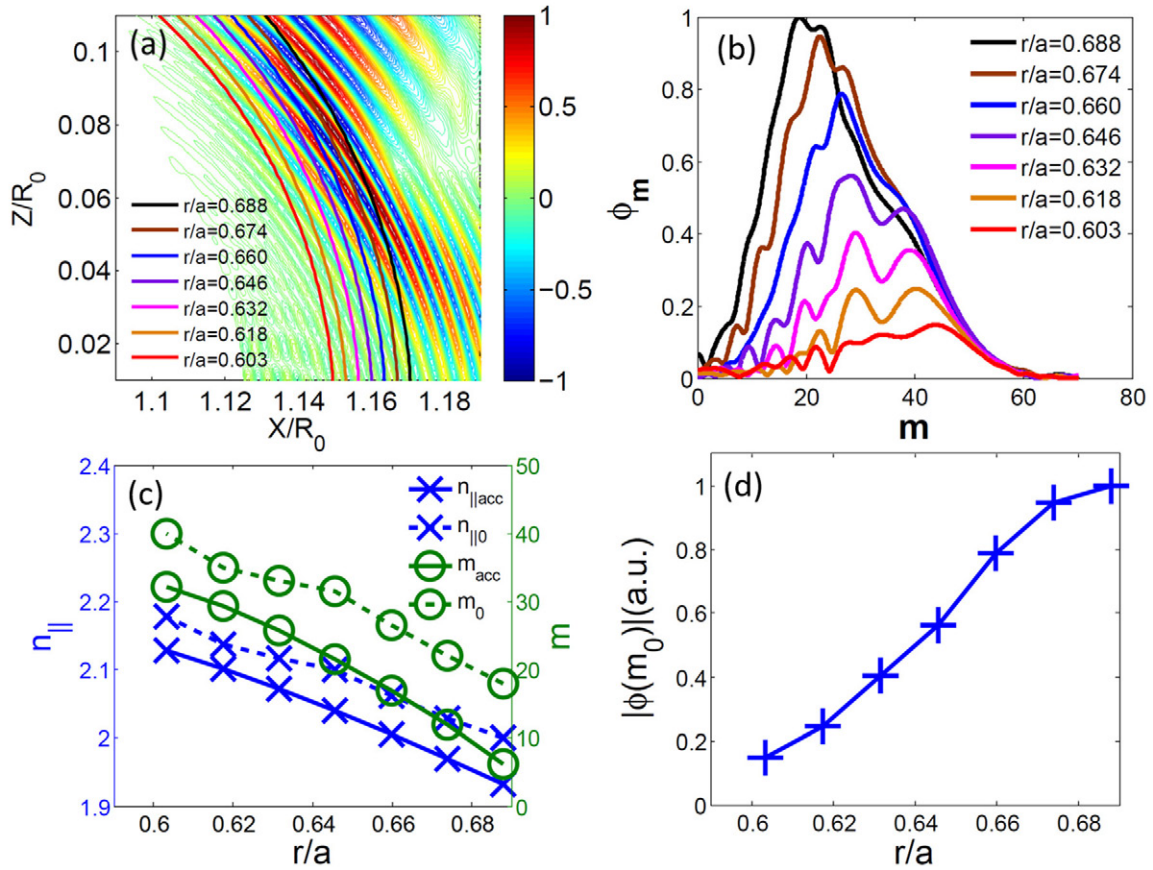 (a)
Z/R0
0.1
0.08
0.06
0.04
0.02
r/a=0.688
r/a=0.674
r/a=0.660
r/a=0.646
r/a=0.632
r/a=0.618
r/a=0.603
1.1 1.12 1.14 1.16 1.18
X/R0
1
0.5
0
−0.5
−1
(b)
ϕm
1
0.8
0.6
0.4
0.2
0
r/a=0.688
r/a=0.674
r/a=0.660
r/a=0.646
r/a=0.632
r/a=0.618
r/a=0.603
0 20 40 60 80
m
(c)
n||
2.4
2.3
2.2
2.1
2
1.9
n||acc
n||0
macc
m0
50
40
30
20
10
0
m
0.6 0.62 0.64 0.66 0.68
r/a
(d)
|ϕ(m0)|(a.u.)
1
0.8
0.6
0.4
0.2
0
0.6 0.62 0.64 0.66 0.68
r/a